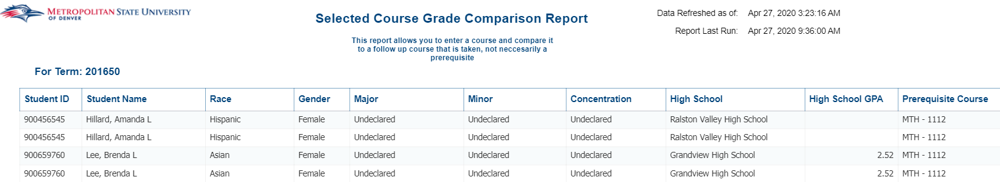 METROPOLITAN STATE UNIVERSITY
OF DENVER
Selected Course Grade Comparison Report
This report allows you to enter a course and compare it
to a follow up course that is taken, not neccesarily a
prerequisite
Data Refreshed as of: Apr 27, 2020 3:23:16 AM
Report Last Run: Apr 27, 2020 9:36:00 AM
For Term: 201650
Student ID Student Name Race Gender Major Minor Concentration High School High School GPA Prerequisite Course
900456545 Hillard, Amanda L Hispanic Female Undeclared Undeclared Undeclared Ralston Valley High School MTH - 1112
900456545 Hillard, Amanda L Hispanic Female Undeclared Undeclared Undeclared Ralston Valley High School MTH - 1112
900659760 Lee, Brenda L Asian Female Undeclared Undeclared Undeclared Grandview High School 2.52 MTH - 1112
900659760 Lee, Brenda L Asian Female Undeclared Undeclared Undeclared Grandview High School 2.52 MTH - 1112